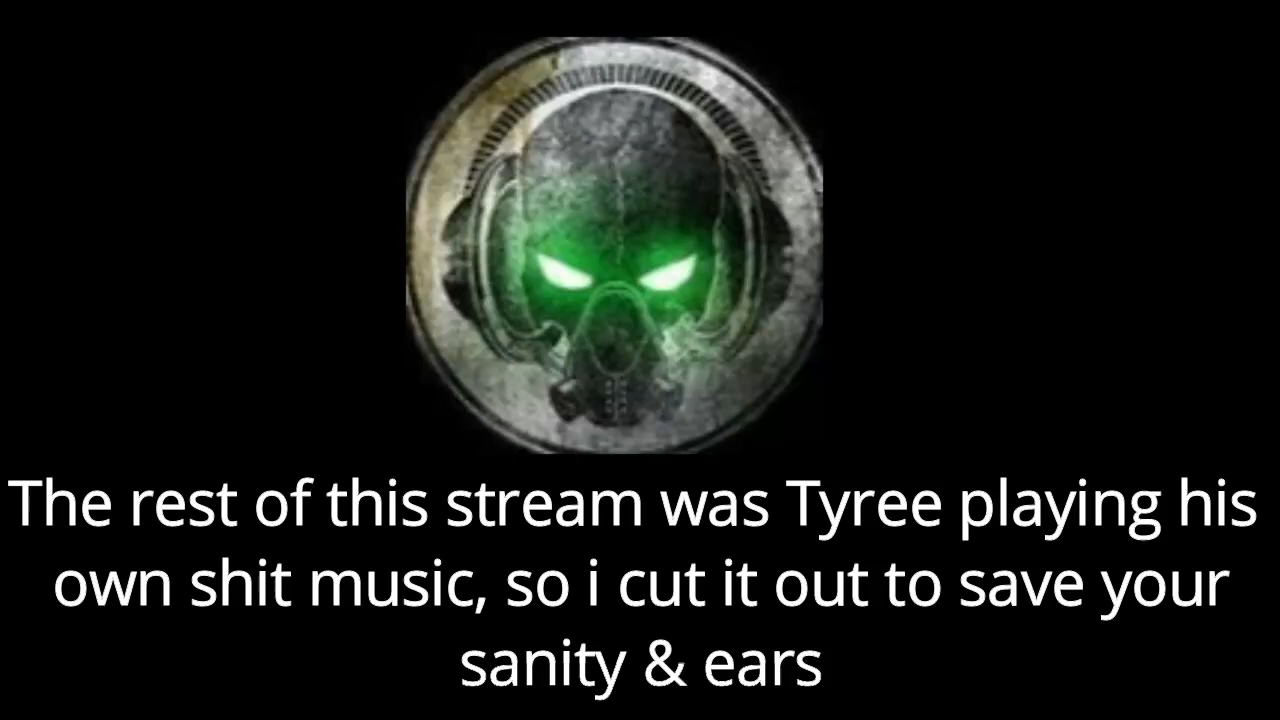 The rest of this stream was Tyree playing his
own shit music, so i cut it out to save your
sanity & ears